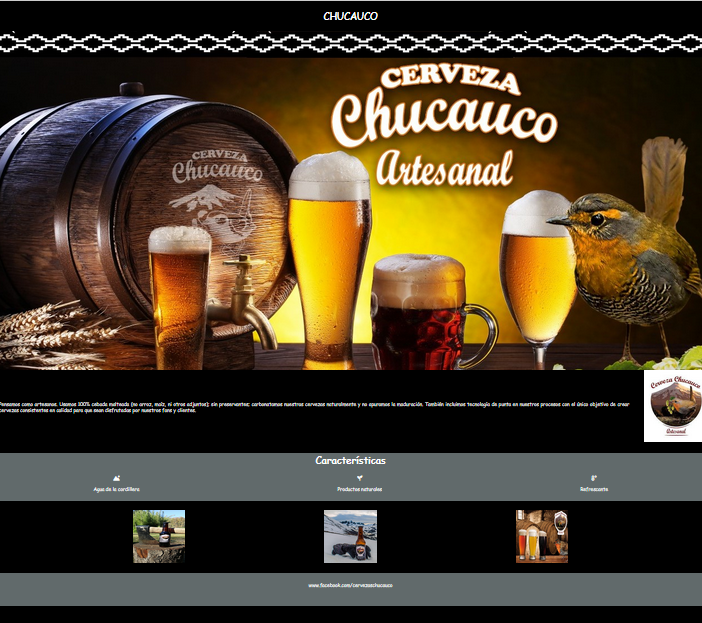 CHUCAUCO
CERVEZA
Chucauco
Artesanal
CERVEZA
Chucauco
Pensamos como artesanos. Usamos 100% cebada malteada (no arroz, maíz, ni otros adjuntos); sin preservantes; carbonatamos nuestras cervezas naturalmente y no apuramos la maduración. También incluimos tecnología de punta en nuestros procesos con el único objetivo de crear
cervezas consistentes en calidad para que sean disfrutadas por nuestros fans y clientes.
Cerveza Chucauco
Artesanal
Características
Agua de la cordillera
Productos naturales
Refrescante
www.facebook.com/cervezaschucauco